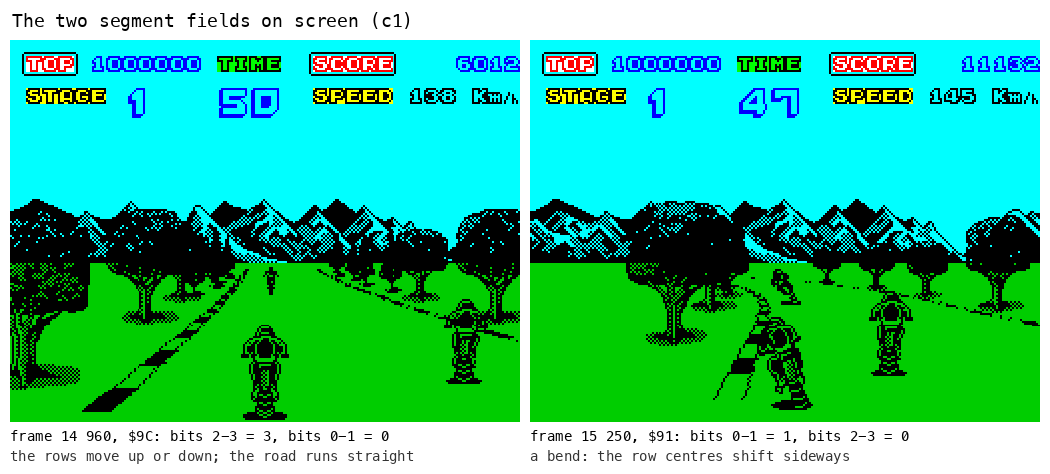 The two segment fields on screen (c1)
TOP 1000000 TIME SCORE 6012
STAGE 1 50 SPEED 138 Km/h
TOP 1000000 TIME SCORE 11132
STAGE 1 47 SPEED 145 Km/h
frame 14 960, $9C: bits 2–3 = 3, bits 0–1 = 0
the rows move up or down; the road runs straight
frame 15 250, $91: bits 0–1 = 1, bits 2–3 = 0
a bend: the row centres shift sideways